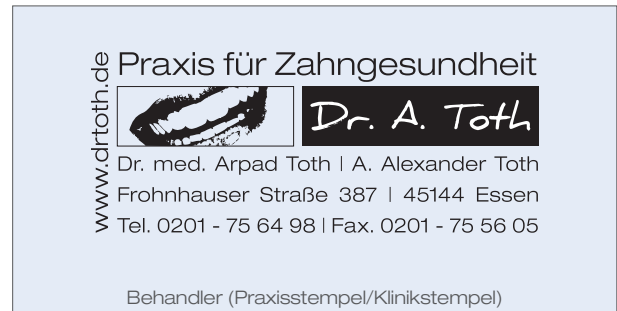 www.drtoth.de
Praxis für Zahngesundheit
Dr. A. Toth
Dr. med. Arpad Toth | A. Alexander Toth
Frohnhauser Straße 387 | 45144 Essen
Tel. 0201 - 75 64 98 | Fax. 0201 - 75 56 05
Behandler (Praxisstempel/Klinikstempel)